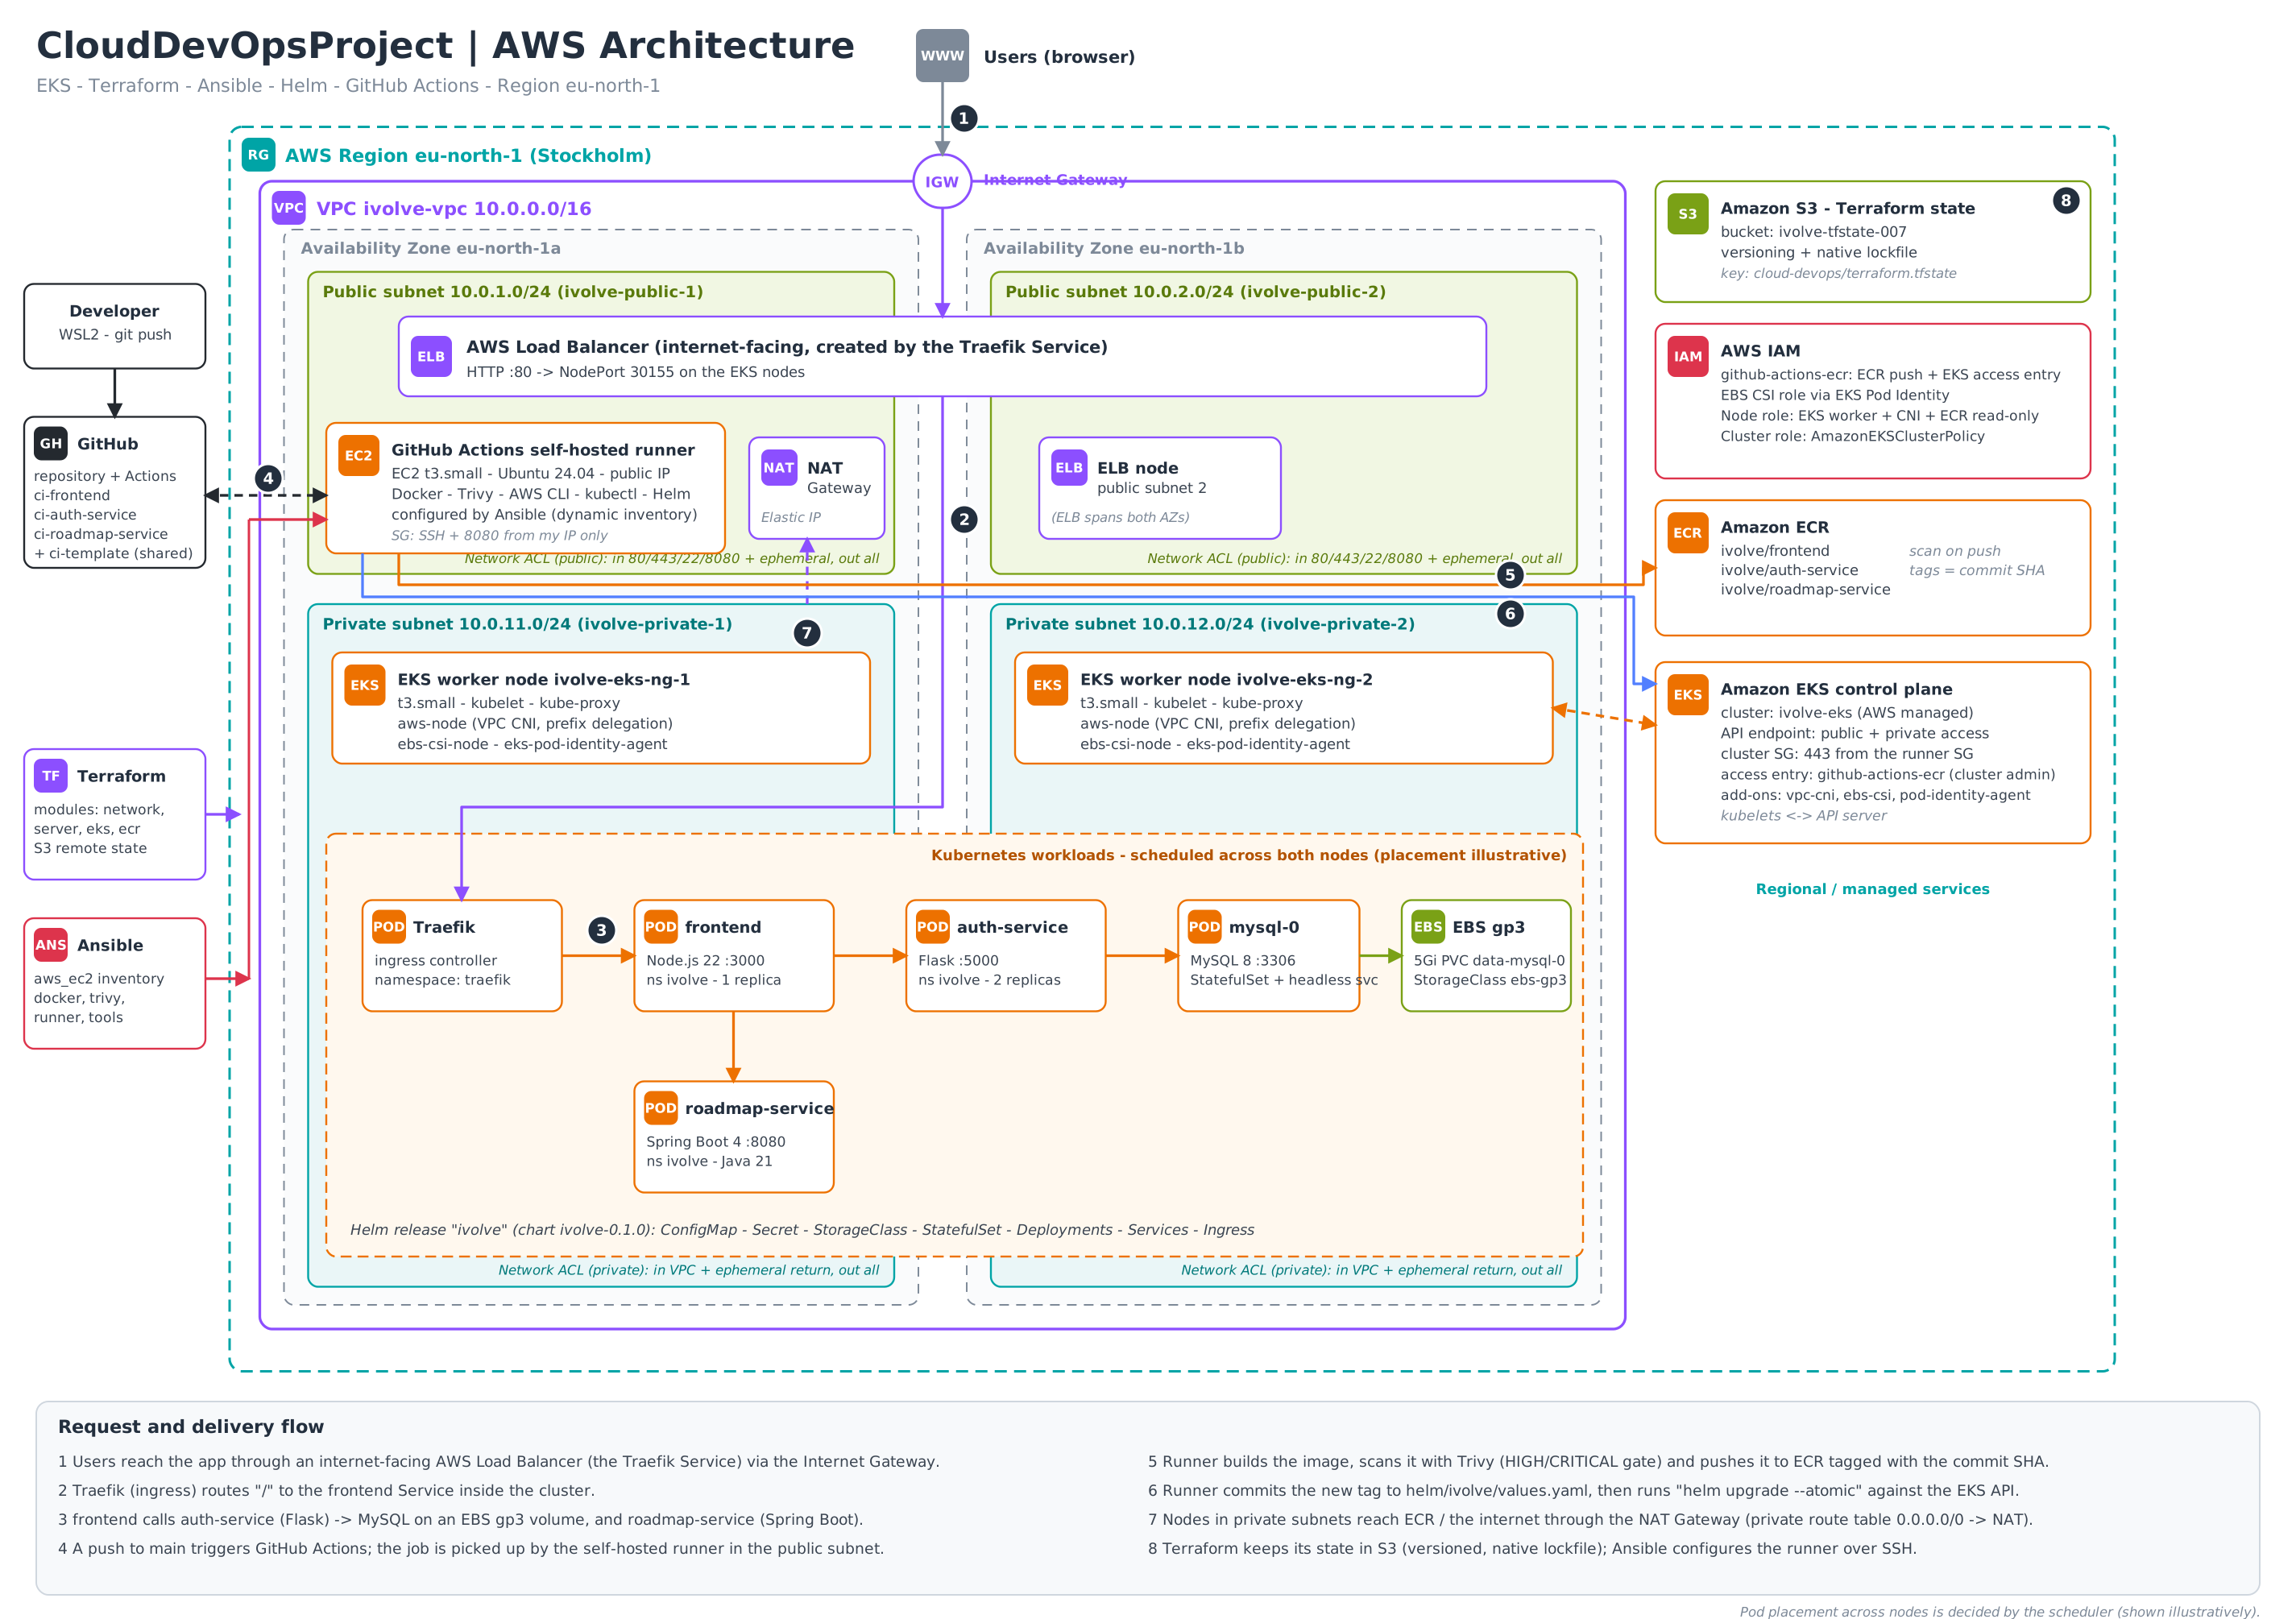 CloudDevOpsProject | AWS Architecture
EKS - Terraform - Ansible - Helm - GitHub Actions - Region eu-north-1
WWW
Users (browser)
1
RG
AWS Region eu-north-1 (Stockholm)
IGW
Internet Gateway
VPC
VPC ivolve-vpc 10.0.0.0/16
Availability Zone eu-north-1a
Availability Zone eu-north-1b
Public subnet 10.0.1.0/24 (ivolve-public-1)
Public subnet 10.0.2.0/24 (ivolve-public-2)
ELB
AWS Load Balancer (internet-facing, created by the Traefik Service)
HTTP :80 -> NodePort 30155 on the EKS nodes
Developer
WSL2 - git push
GH
GitHub
repository + Actions
ci-frontend
ci-auth-service
ci-roadmap-service
+ ci-template (shared)
4
EC2
GitHub Actions self-hosted runner
EC2 t3.small - Ubuntu 24.04 - public IP
Docker - Trivy - AWS CLI - kubectl - Helm
configured by Ansible (dynamic inventory)
SG: SSH + 8080 from my IP only
NAT
NAT
Gateway
Elastic IP
2
ELB
ELB node
public subnet 2
(ELB spans both AZs)
Network ACL (public): in 80/443/22/8080 + ephemeral, out all
Network ACL (public): in 80/443/22/8080 + ephemeral, out all
5
6
7
Private subnet 10.0.11.0/24 (ivolve-private-1)
Private subnet 10.0.12.0/24 (ivolve-private-2)
EKS
EKS worker node ivolve-eks-ng-1
t3.small - kubelet - kube-proxy
aws-node (VPC CNI, prefix delegation)
ebs-csi-node - eks-pod-identity-agent
EKS
EKS worker node ivolve-eks-ng-2
t3.small - kubelet - kube-proxy
aws-node (VPC CNI, prefix delegation)
ebs-csi-node - eks-pod-identity-agent
TF
Terraform
modules: network,
server, eks, ecr
S3 remote state
ANS
Ansible
aws_ec2 inventory
docker, trivy,
runner, tools
Kubernetes workloads - scheduled across both nodes (placement illustrative)
POD
Traefik
ingress controller
namespace: traefik
3
POD
frontend
Node.js 22 :3000
ns ivolve - 1 replica
POD
auth-service
Flask :5000
ns ivolve - 2 replicas
POD
mysql-0
MySQL 8 :3306
StatefulSet + headless svc
EBS
EBS gp3
5Gi PVC data-mysql-0
StorageClass ebs-gp3
POD
roadmap-service
Spring Boot 4 :8080
ns ivolve - Java 21
Helm release "ivolve" (chart ivolve-0.1.0): ConfigMap - Secret - StorageClass - StatefulSet - Deployments - Services - Ingress
Network ACL (private): in VPC + ephemeral return, out all
Network ACL (private): in VPC + ephemeral return, out all
S3
Amazon S3 - Terraform state
8
bucket: ivolve-tfstate-007
versioning + native lockfile
key: cloud-devops/terraform.tfstate
IAM
AWS IAM
github-actions-ecr: ECR push + EKS access entry
EBS CSI role via EKS Pod Identity
Node role: EKS worker + CNI + ECR read-only
Cluster role: AmazonEKSClusterPolicy
ECR
Amazon ECR
ivolve/frontend
scan on push
ivolve/auth-service
tags = commit SHA
ivolve/roadmap-service
EKS
Amazon EKS control plane
cluster: ivolve-eks (AWS managed)
API endpoint: public + private access
cluster SG: 443 from the runner SG
access entry: github-actions-ecr (cluster admin)
add-ons: vpc-cni, ebs-csi, pod-identity-agent
kubelets <-> API server
Regional / managed services
Request and delivery flow
1 Users reach the app through an internet-facing AWS Load Balancer (the Traefik Service) via the Internet Gateway.
2 Traefik (ingress) routes "/" to the frontend Service inside the cluster.
3 frontend calls auth-service (Flask) -> MySQL on an EBS gp3 volume, and roadmap-service (Spring Boot).
4 A push to main triggers GitHub Actions; the job is picked up by the self-hosted runner in the public subnet.
5 Runner builds the image, scans it with Trivy (HIGH/CRITICAL gate) and pushes it to ECR tagged with the commit SHA.
6 Runner commits the new tag to helm/ivolve/values.yaml, then runs "helm upgrade --atomic" against the EKS API.
7 Nodes in private subnets reach ECR / the internet through the NAT Gateway (private route table 0.0.0.0/0 -> NAT).
8 Terraform keeps its state in S3 (versioned, native lockfile); Ansible configures the runner over SSH.
Pod placement across nodes is decided by the scheduler (shown illustratively).